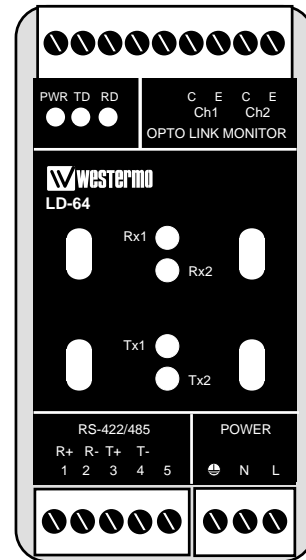 PWR TD RD
C E C E
Ch1 Ch2
OPTO LINK MONITOR
westermo
LD-64
Rx1
Rx2
Tx1
Tx2
RS-422/485
R+ R- T+ T-
1 2 3 4 5
POWER
N L